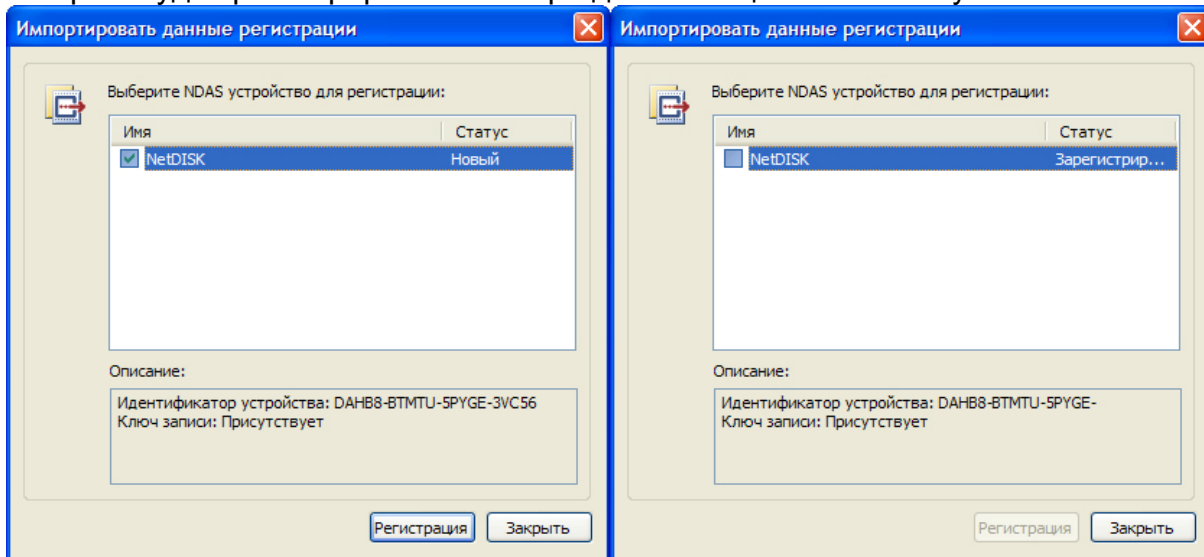 Импортировать данные регистрации
Выберите NDAS устройство для регистрации:
Имя Статус
NetDISK Новый
Описание:
Идентификатор устройства: DAHB8-BTMTU-5PYGE-3VC56
Ключ записи: Присутствует
Регистрация Закрыть
Импортировать данные регистрации
Выберите NDAS устройство для регистрации:
Имя Статус
NetDISK Зарегистрир...
Описание:
Идентификатор устройства: DAHB8-BTMTU-5PYGE-
Ключ записи: Присутствует
Регистрация Закрыть